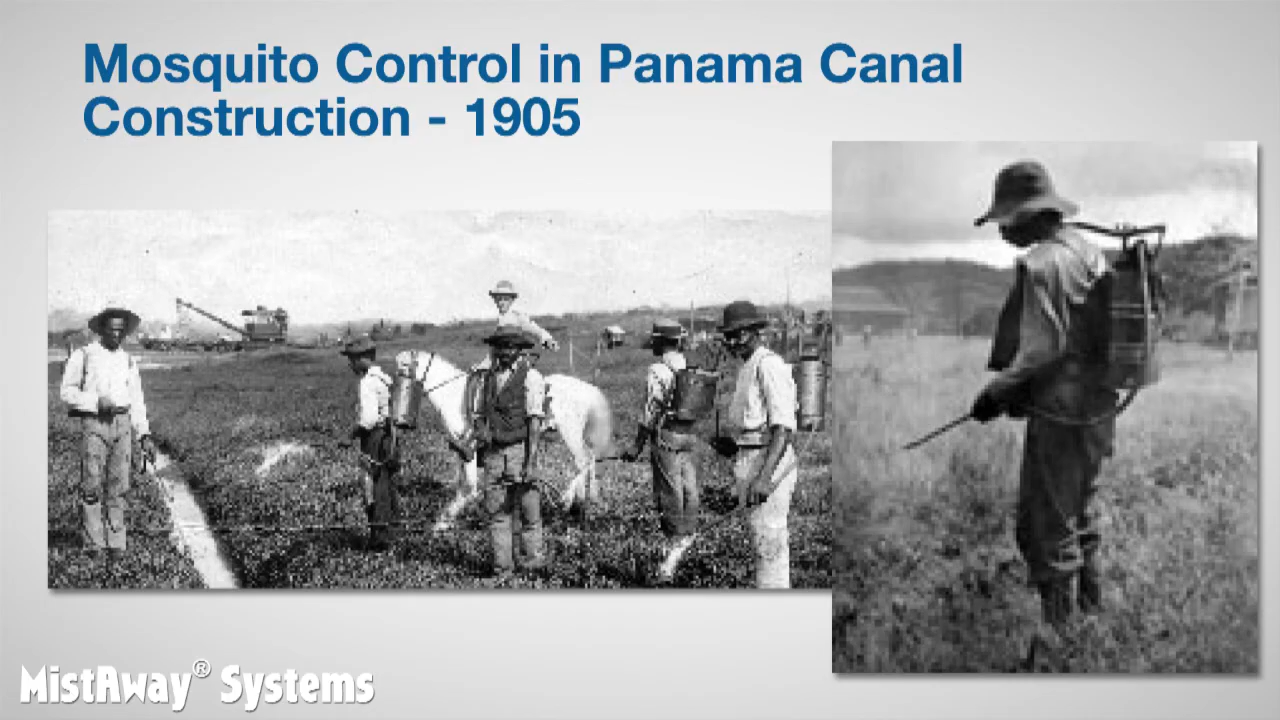 Mosquito Control in Panama Canal
Construction - 1905
MistAway® Systems